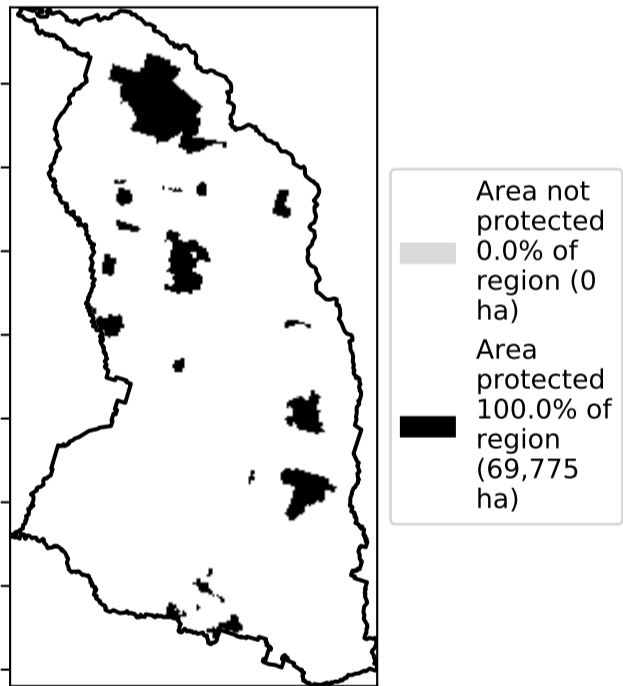 Area not
protected
0.0% of
region (0
ha)
Area
protected
100.0% of
region
(69,775
ha)